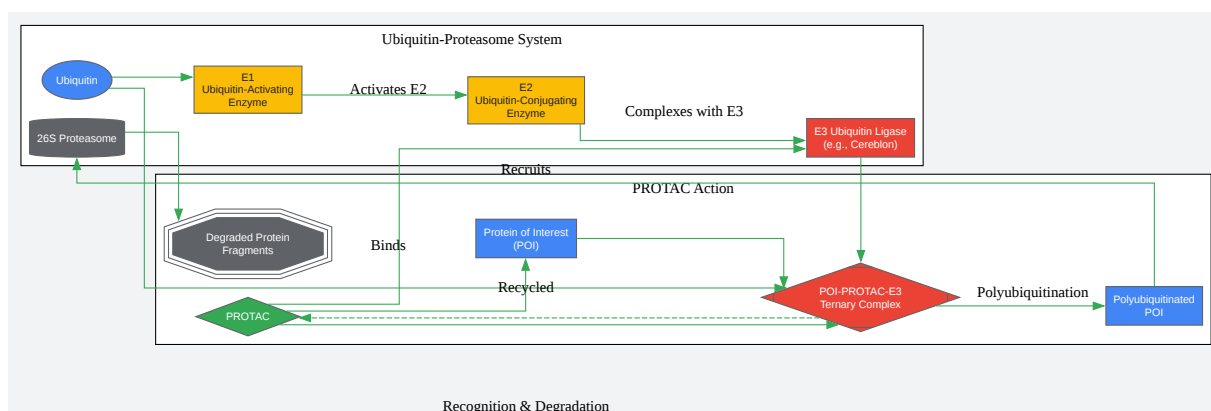 Ubiquitin-Proteasome System
Ubiquitin
E1
Ubiquitin-Activating
Enzyme
Activates E2
E2
Ubiquitin-Conjugating
Enzyme
Complexes with E3
26S Proteasome
E3 Ubiquitin Ligase
(e.g., Cereblon)
Recruits
PROTAC Action
Degraded Protein
Fragments
Binds
Protein of Interest
(POI)
Recycled
POI-PROTAC-E3
Ternary Complex
Polyubiquitination
Polyubiquitinated
POI
PROTAC
Recognition & Degradation